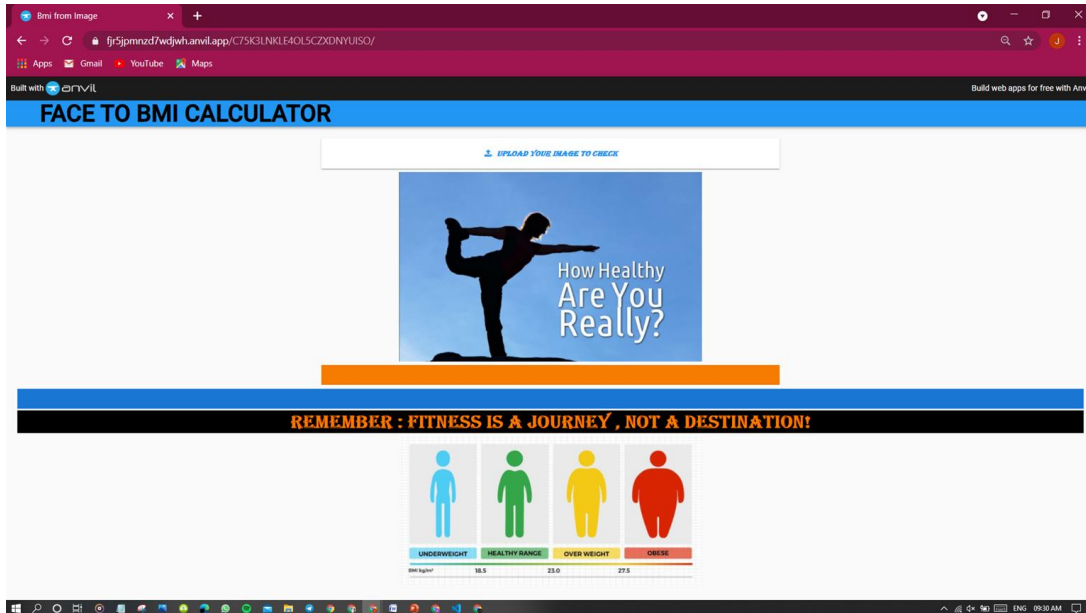 Bmi from Image
fjr5jpmnzd7wdjwh.anvil.app/C75K3LNKLE4OL5CZXDNYUISO/
Apps Gmail YouTube Maps
Built with anvil
Build web apps for free with Anv
FACE TO BMI CALCULATOR
UPLOAD YOUR IMAGE TO CHECK
How Healthy
Are You
Really?
REMEMBER : FITNESS IS A JOURNEY , NOT A DESTINATION!
UNDERWEIGHT HEALTHY RANGE OVER WEIGHT OBESE
BMI kg/m² 18.5 23.0 27.5
ENG 09:30 AM